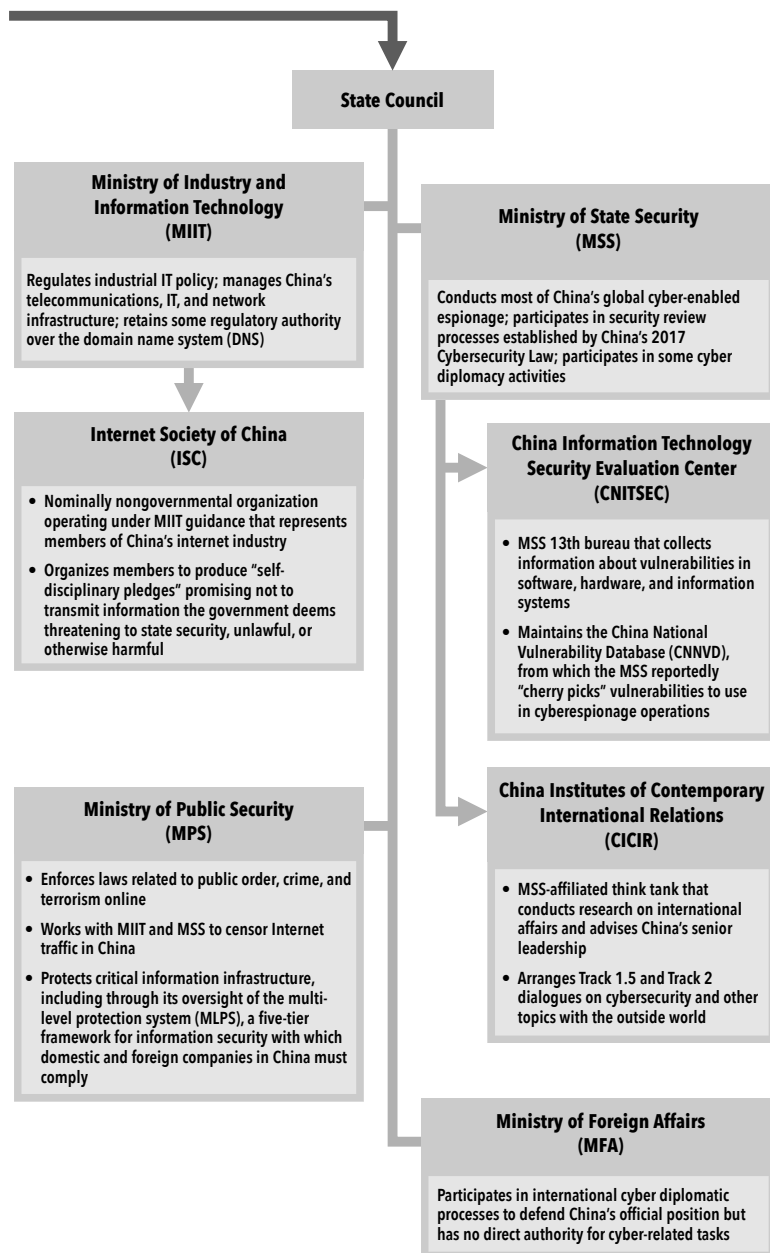 State Council
Ministry of Industry and
Information Technology
(MIIT)
Regulates industrial IT policy; manages China’s
telecommunications, IT, and network
infrastructure; retains some regulatory authority
over the domain name system (DNS)
Internet Society of China
(ISC)
• Nominally nongovernmental organization
operating under MIIT guidance that represents
members of China’s internet industry
• Organizes members to produce “self-
disciplinary pledges” promising not to
transmit information the government deems
threatening to state security, unlawful, or
otherwise harmful
Ministry of State Security
(MSS)
Conducts most of China’s global cyber-enabled
espionage; participates in security review
processes established by China’s 2017
Cybersecurity Law; participates in some cyber
diplomacy activities
China Information Technology
Security Evaluation Center
(CNITSEC)
• MSS 13th bureau that collects
information about vulnerabilities in
software, hardware, and information
systems
• Maintains the China National
Vulnerability Database (CNNVD),
from which the MSS reportedly
“cherry picks” vulnerabilities to use
in cyberespionage operations
Ministry of Public Security
(MPS)
• Enforces laws related to public order, crime, and
terrorism online
• Works with MIIT and MSS to censor Internet
traffic in China
• Protects critical information infrastructure,
including through its oversight of the multi-
level protection system (MLPS), a five-tier
framework for information security with which
domestic and foreign companies in China must
comply
China Institutes of Contemporary
International Relations
(CICIR)
• MSS-affiliated think tank that
conducts research on international
affairs and advises China’s senior
leadership
• Arranges Track 1.5 and Track 2
dialogues on cybersecurity and other
topics with the outside world
Ministry of Foreign Affairs
(MFA)
Participates in international cyber diplomatic
processes to defend China’s official position but
has no direct authority for cyber-related tasks